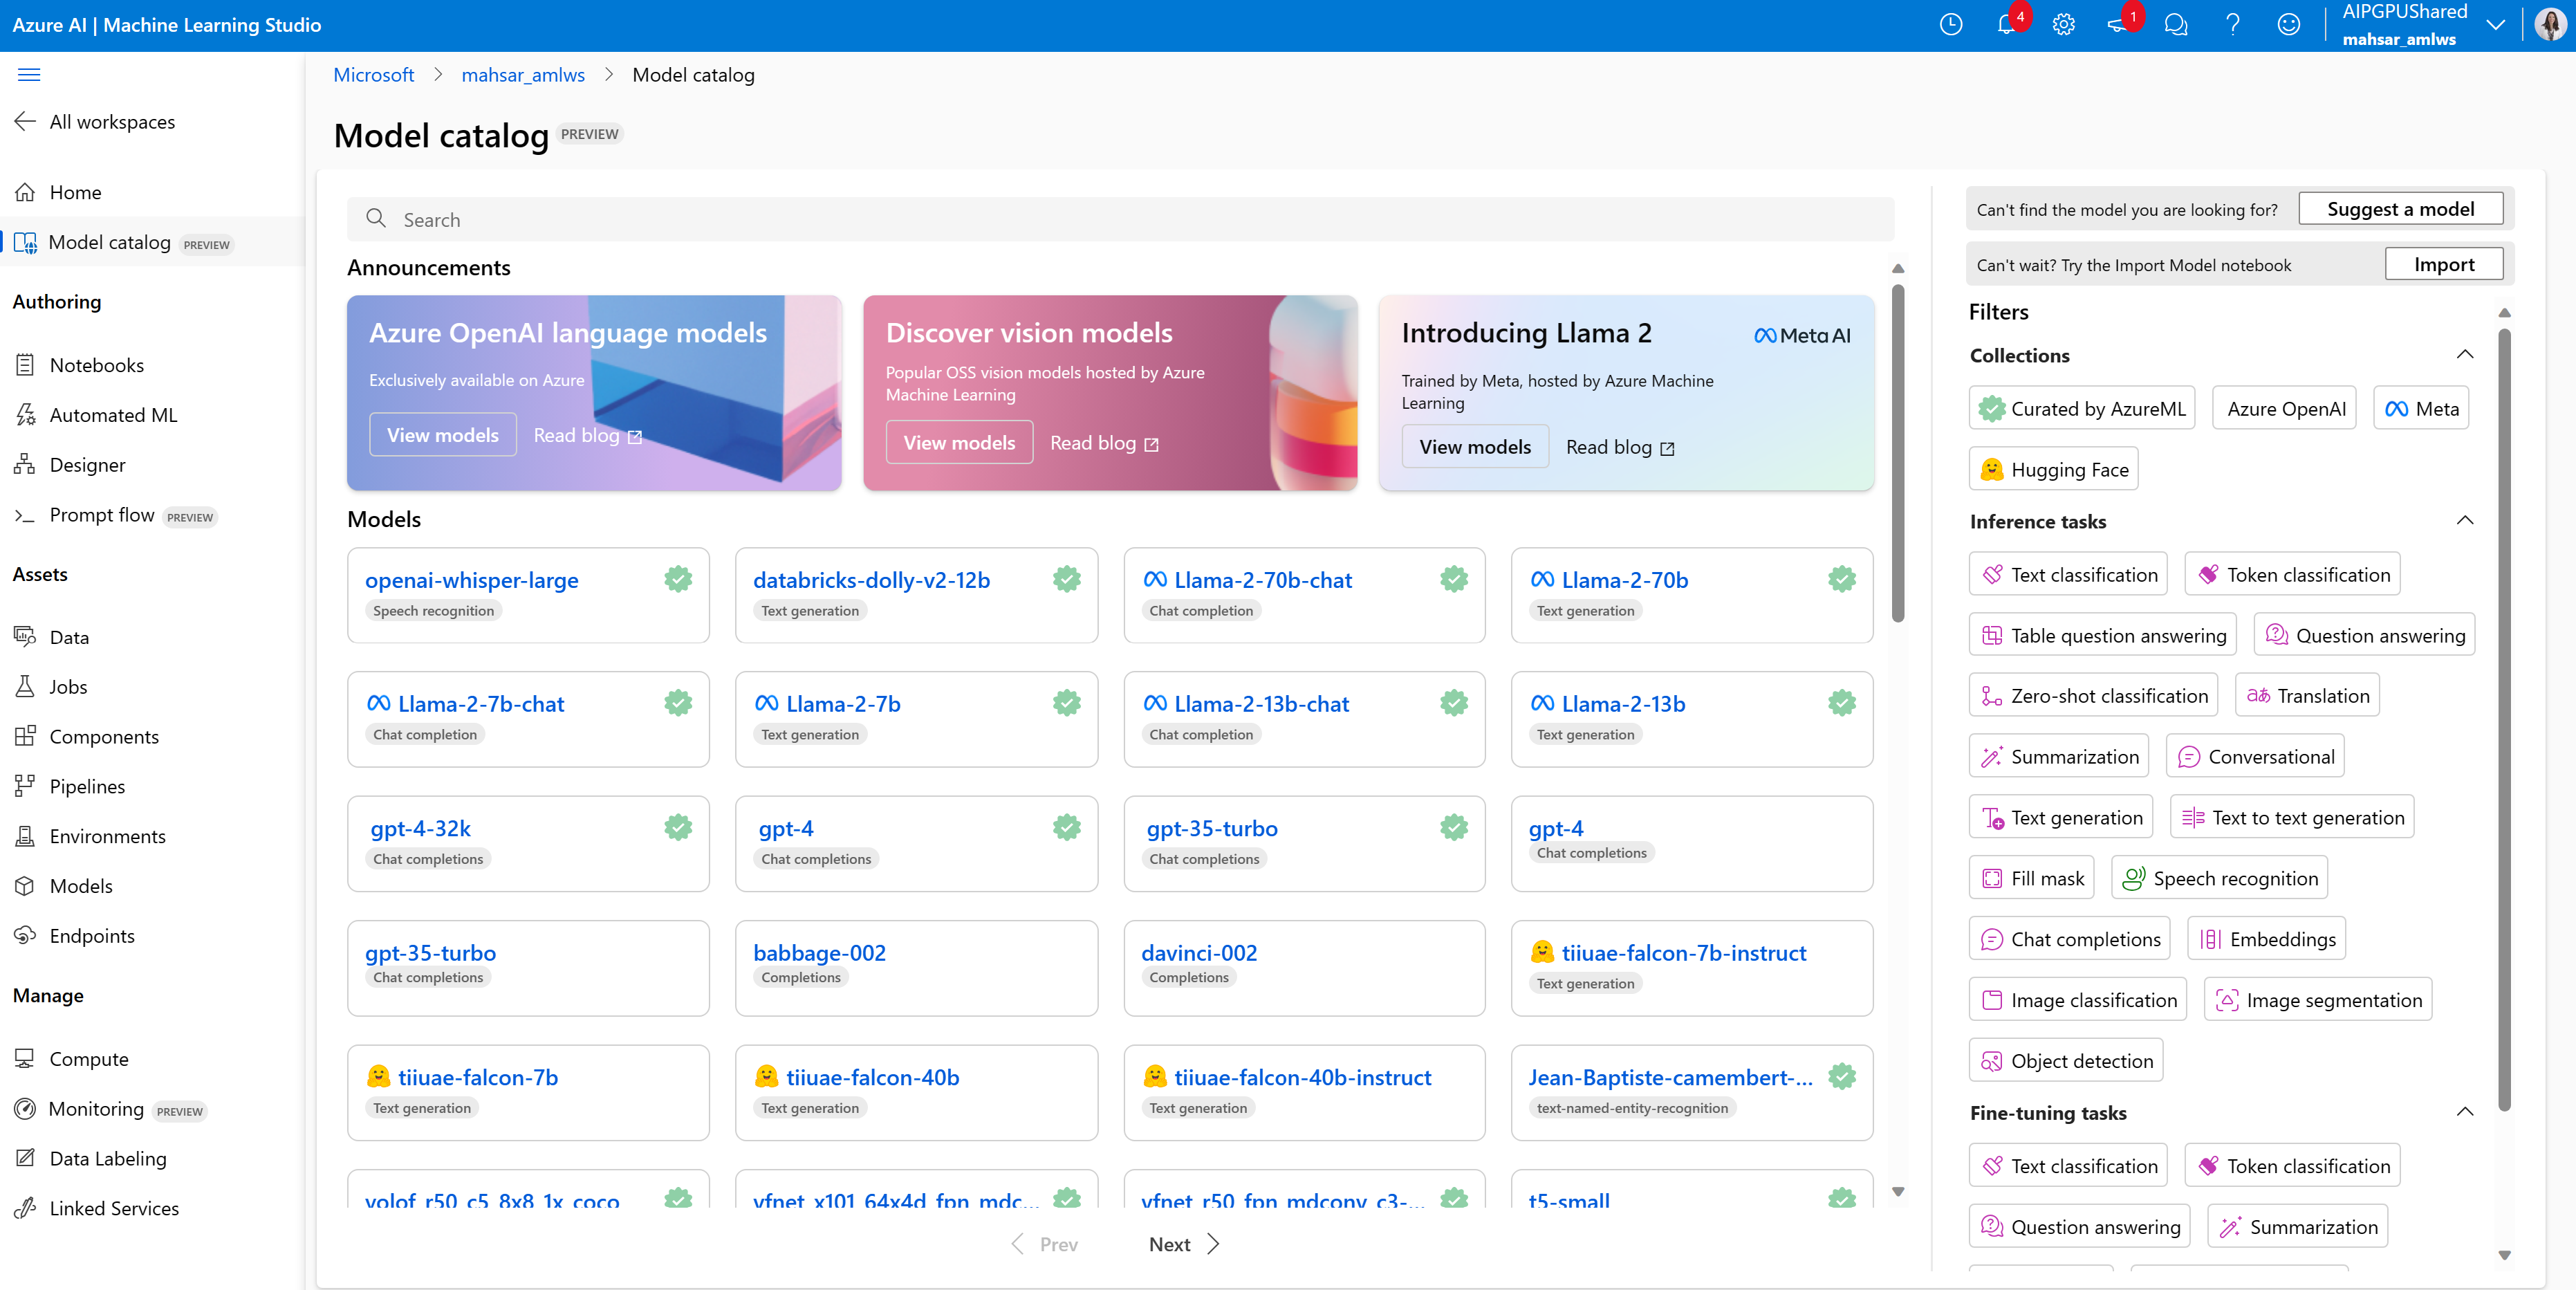 Azure AI | Machine Learning Studio
4
1
AIPGPUShared
mahsar_amlws
All workspaces
Home
Model catalog PREVIEW
Authoring
Notebooks
Automated ML
Designer
Prompt flow PREVIEW
Assets
Data
Jobs
Components
Pipelines
Environments
Models
Endpoints
Manage
Compute
Monitoring PREVIEW
Data Labeling
Linked Services
Microsoft > mahsar_amlws > Model catalog
Model catalog PREVIEW
Search
Announcements
Azure OpenAI language models
Exclusively available on Azure
View models Read blog
Discover vision models
Popular OSS vision models hosted by Azure
Machine Learning
View models Read blog
Introducing Llama 2
Meta AI
Trained by Meta, hosted by Azure Machine
Learning
View models Read blog
Models
openai-whisper-large
Speech recognition
databricks-dolly-v2-12b
Text generation
Llama-2-70b-chat
Chat completion
Llama-2-70b
Text generation
Llama-2-7b-chat
Chat completion
Llama-2-7b
Text generation
Llama-2-13b-chat
Chat completion
Llama-2-13b
Text generation
gpt-4-32k
Chat completions
gpt-4
Chat completions
gpt-35-turbo
Chat completions
gpt-4
Chat completions
gpt-35-turbo
Chat completions
babbage-002
Completions
davinci-002
Completions
tiiuae-falcon-7b-instruct
Text generation
tiiuae-falcon-7b
Text generation
tiiuae-falcon-40b
Text generation
tiiuae-falcon-40b-instruct
Text generation
Jean-Baptiste-camembert-...
text-named-entity-recognition
yolof_r50_c5_8x8_1x_coco
vfnet_x101_64x4d_fpn_mdc...
vfnet_r50_fpn_mdconv_c3-...
t5-small
Prev
Next
Can't find the model you are looking for? Suggest a model
Can't wait? Try the Import Model notebook Import
Filters
Collections
Curated by AzureML Azure OpenAI Meta
Hugging Face
Inference tasks
Text classification Token classification
Table question answering Question answering
Zero-shot classification aあ Translation
Summarization Conversational
Text generation Text to text generation
Fill mask Speech recognition
Chat completions Embeddings
Image classification Image segmentation
Object detection
Fine-tuning tasks
Text classification Token classification
Question answering Summarization